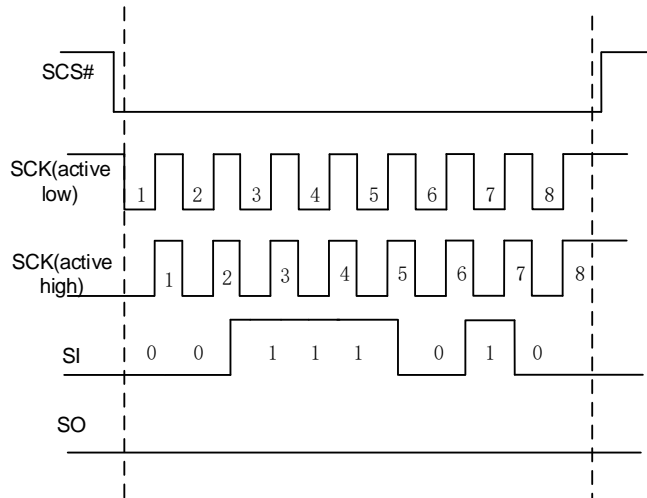 SCS#
SCK(active
low)
1 2 3 4 5 6 7 8
SCK(active
high)
1 2 3 4 5 6 7 8
SI
0 0 1 1 1 0 1 0
SO